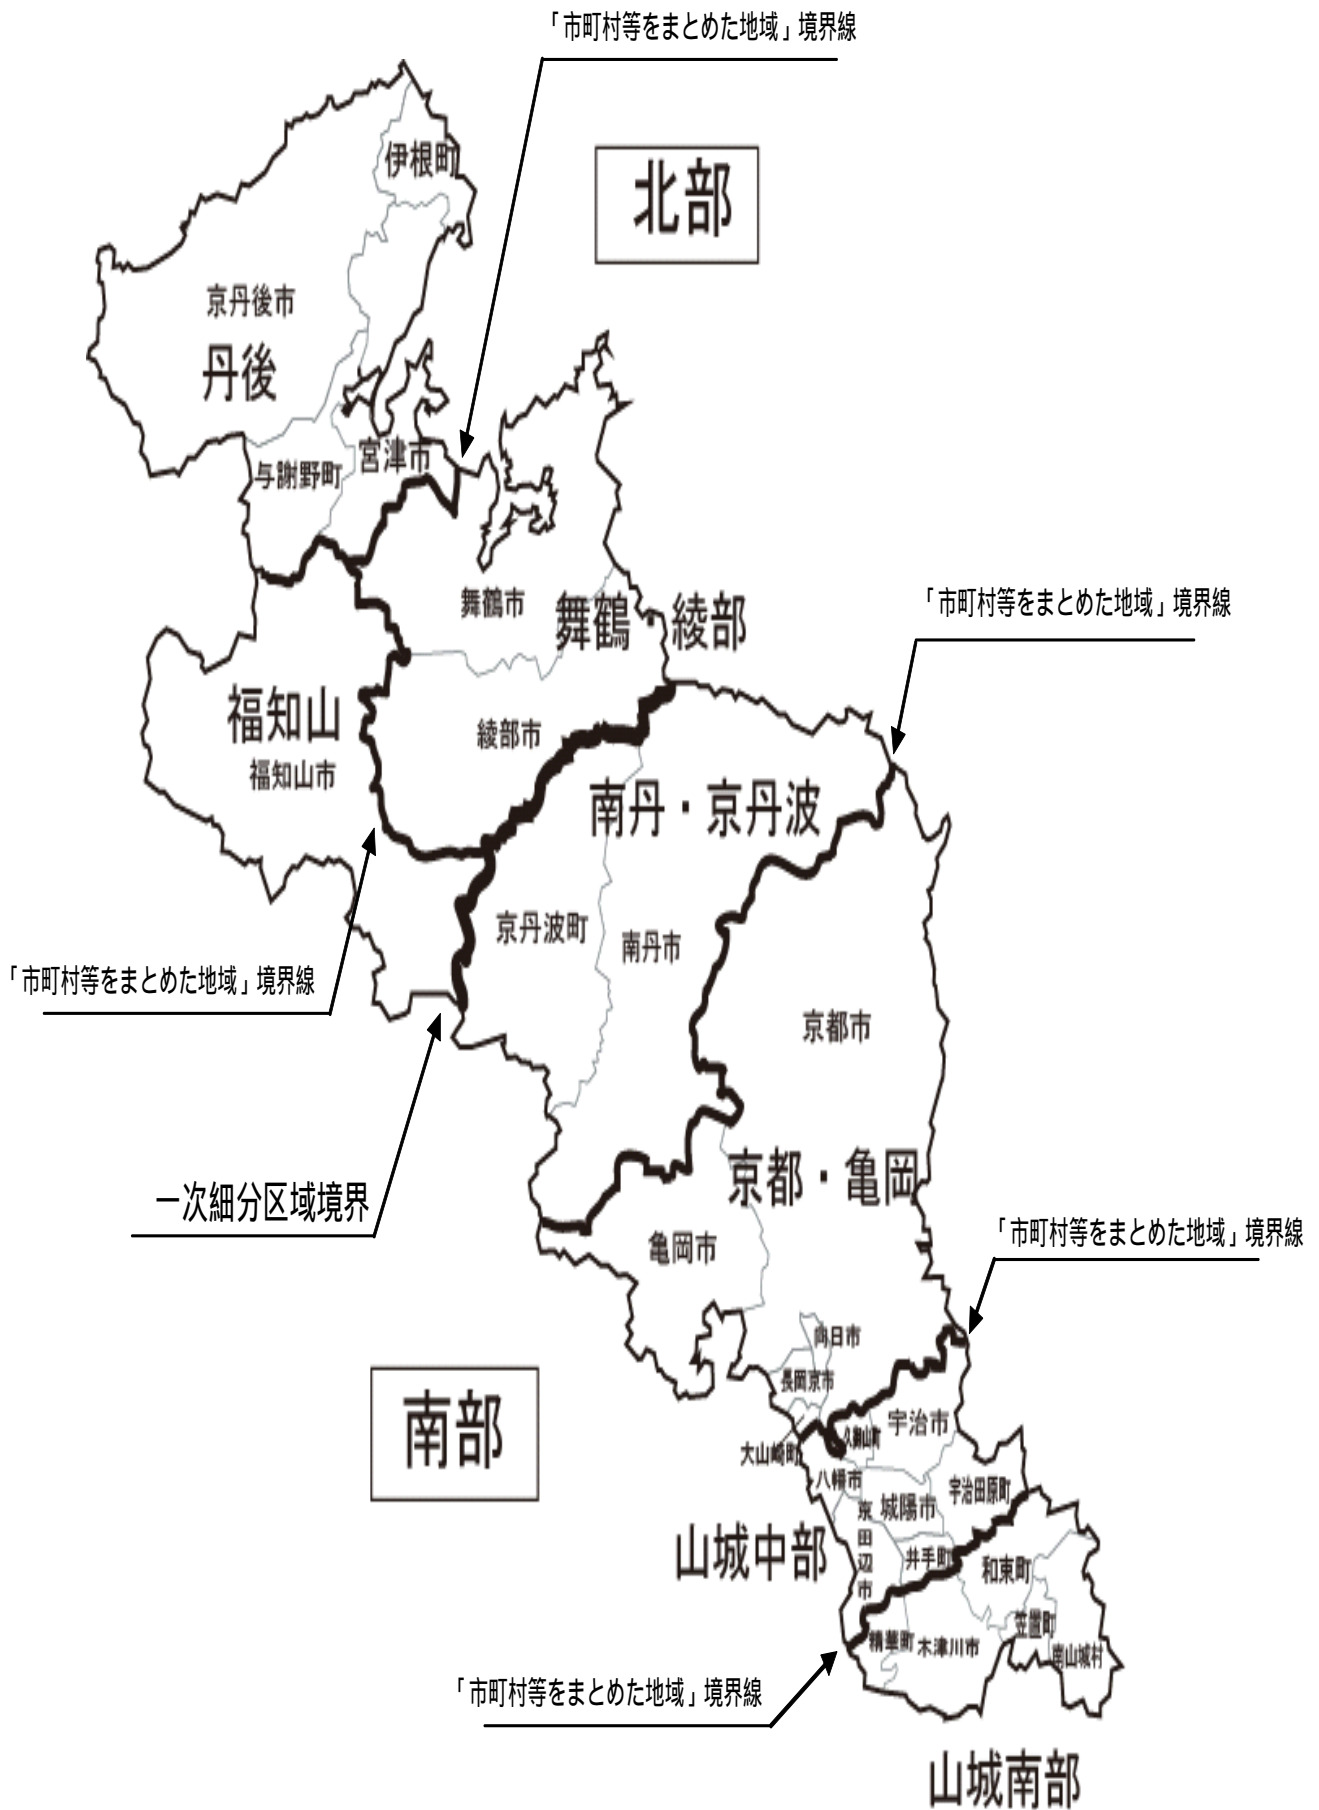 「市町村等をまとめた地域」境界線
北部
伊根町
京丹後市
丹後
与謝野町
宮津市
舞鶴市
舞鶴・綾部
「市町村等をまとめた地域」境界線
福知山
福知山市
綾部市
南丹・京丹波
京丹波町
南丹市
「市町村等をまとめた地域」境界線
京都市
京都・亀岡
一次細分区域境界
亀岡市
「市町村等をまとめた地域」境界線
向日市
長岡京市
南部
宇治市
久御山町
大山崎町
八幡市
宇治田原町
城陽市
京田辺市
山城中部
井手町
和束町
笠置町
精華町
木津川市
南山城村
「市町村等をまとめた地域」境界線
山城南部